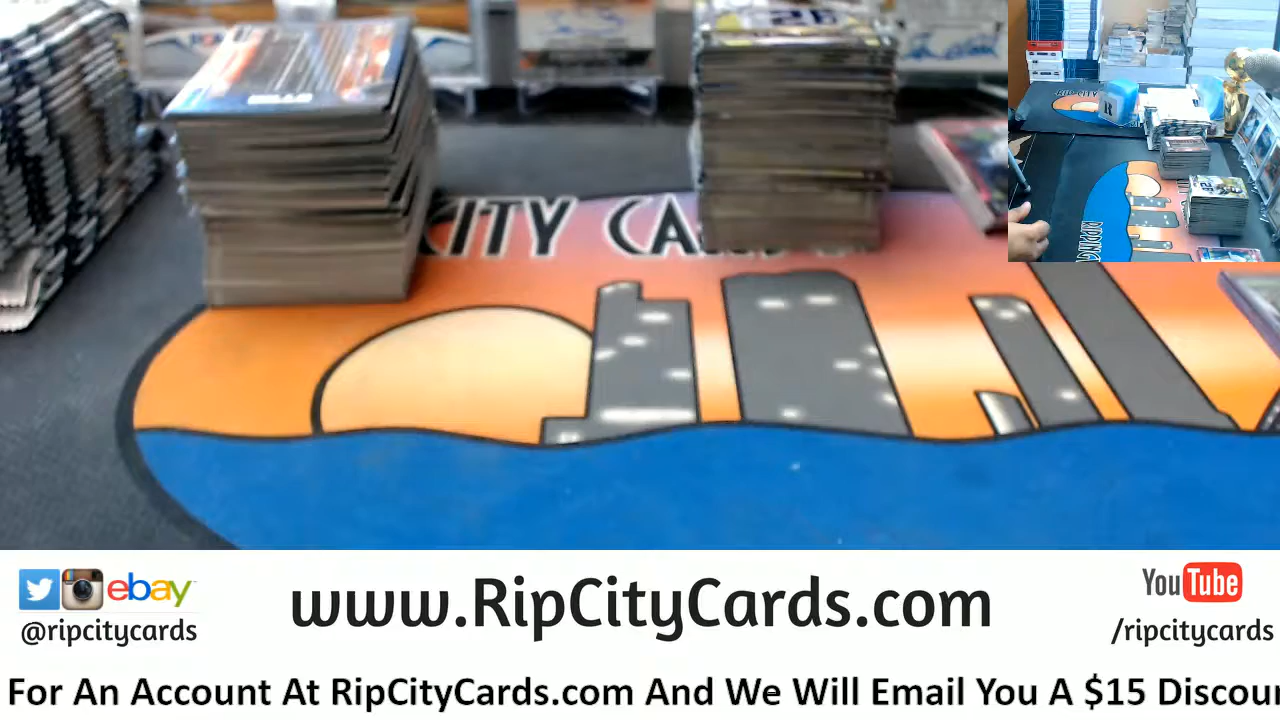 CITY CA
www.RipCityCards.com
ebay
@ripcitycards
YouTube
/ripcitycards
For An Account At RipCityCards.com And We Will Email You A $15 Discou